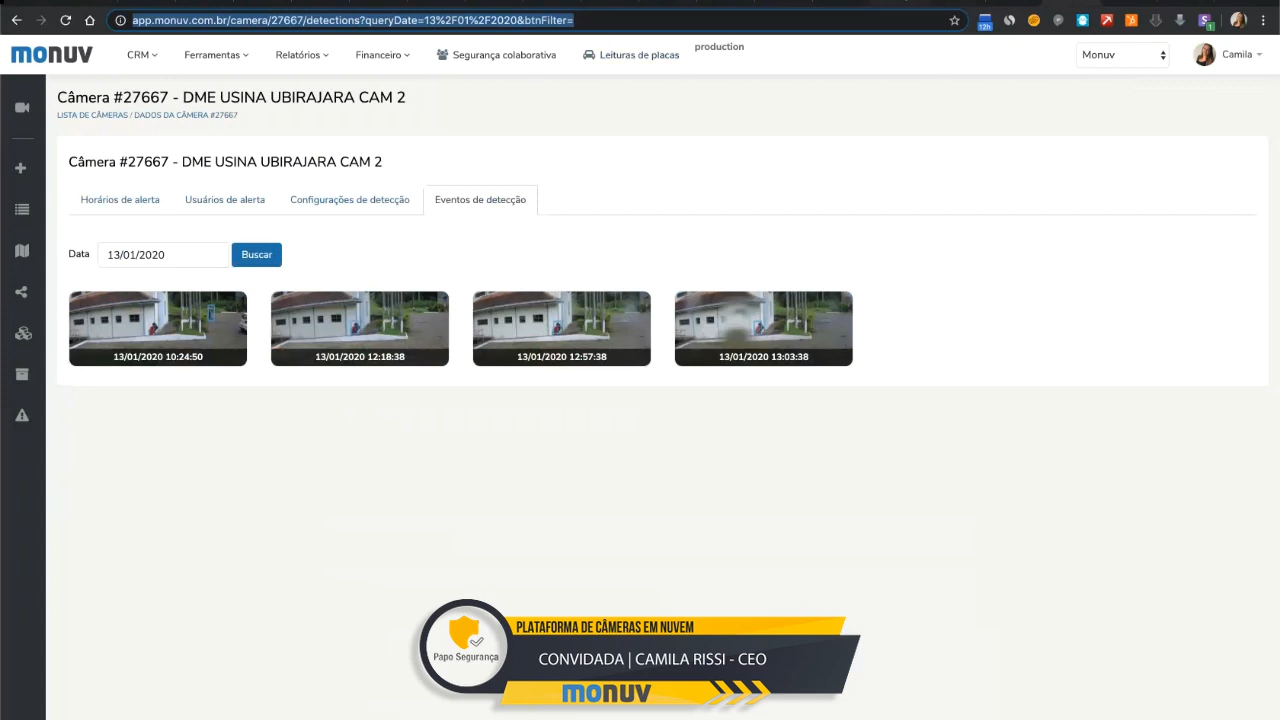 app.monuv.com.br/camera/27667/detections?queryDate=13%2F01%2F2020&btnFilter=
12h
1
monuv
CRM
Ferramentas
Relatórios
Financeiro
Segurança colaborativa
Leituras de placas
production
Monuv
Camila
Câmera #27667 - DME USINA UBIRAJARA CAM 2
LISTA DE CÂMERAS / DADOS DA CÂMERA #27667
Câmera #27667 - DME USINA UBIRAJARA CAM 2
Horários de alerta
Usuários de alerta
Configurações de detecção
Eventos de detecção
Data
13/01/2020
Buscar
13/01/2020 10:24:50
13/01/2020 12:18:38
13/01/2020 12:57:38
13/01/2020 13:03:38
PLATAFORMA DE CÂMERAS EM NUVEM
Papo Segurança
CONVIDADA | CAMILA RISSI - CEO
monuv